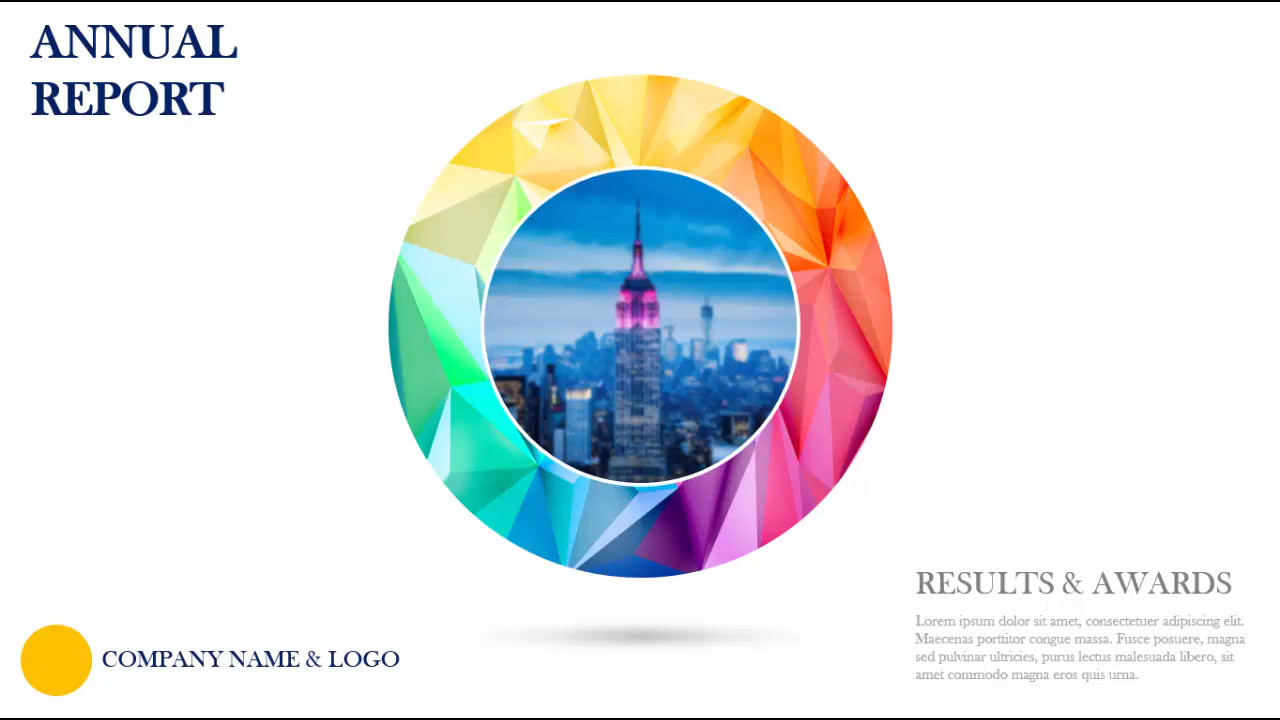 ANNUAL
REPORT
RESULTS & AWARDS
Lorem ipsum dolor sit amet, consectetuer adipiscing elit.
Maecenas porttitor congue massa. Fusce posuere, magna
sed pulvinar ultricies, purus lectus malesuada libero, sit
amet commodo magna eros quis urna.
COMPANY NAME & LOGO